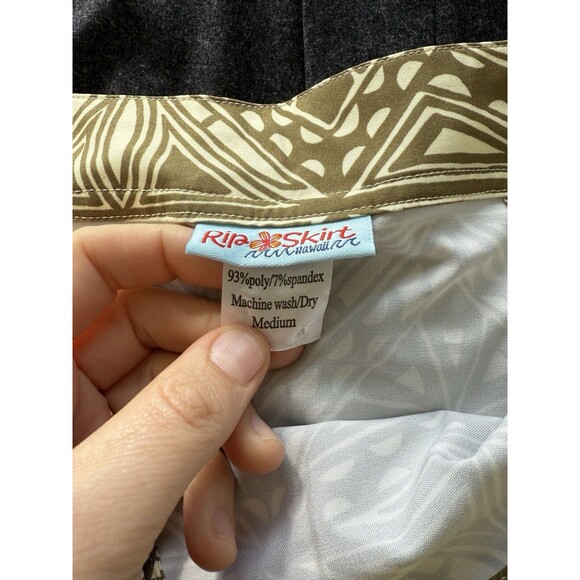 Rip Skirt
Hawaii
93%poly/7%spandex
Machine wash/Dry
Medium